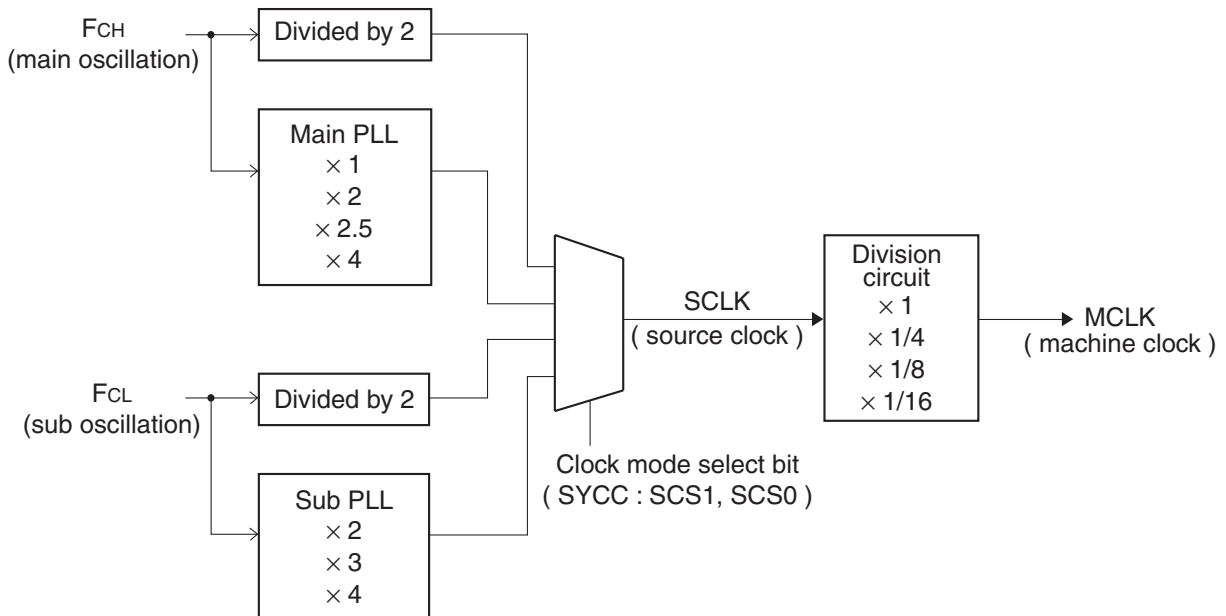 FCH
(main oscillation)
Divided by 2
Main PLL
× 1
× 2
× 2.5
× 4
FCL
(sub oscillation)
Divided by 2
Sub PLL
× 2
× 3
× 4
SCLK
( source clock )
Clock mode select bit
( SYCC : SCS1, SCS0 )
Division
circuit
× 1
× 1/4
× 1/8
× 1/16
MCLK
( machine clock )